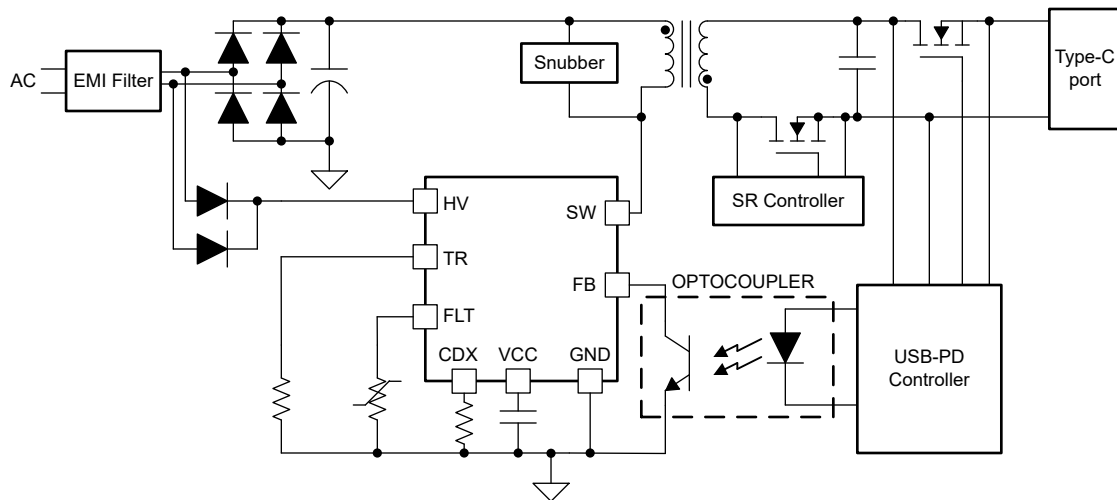 AC
EMI Filter
Snubber
Type-C
port
SR Controller
HV
SW
TR
FB
OPTOCOUPLER
FLT
CDX
VCC
GND
USB-PD
Controller